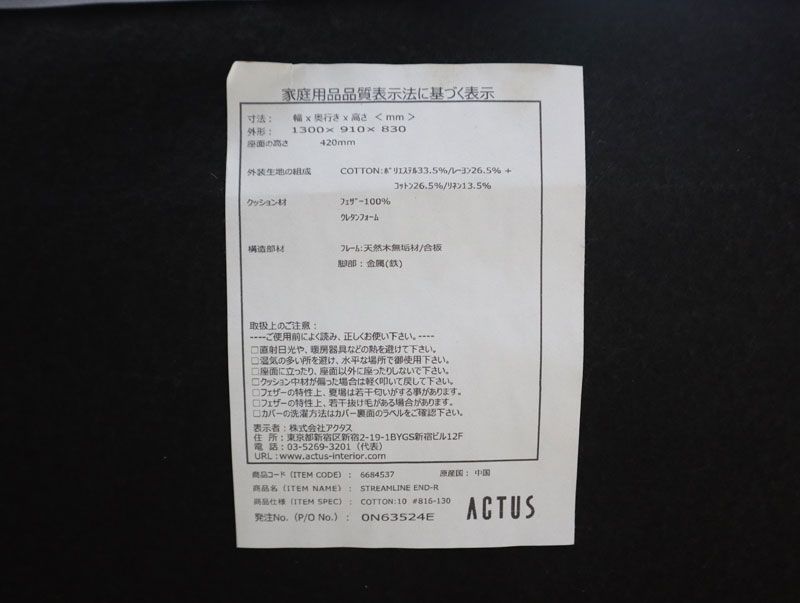 家庭用品品質表示法に基づく表示
寸法： 幅 x 奥行き x 高さ ＜ mm ＞
外形： 1300× 910× 830
座面の高さ 420mm
外装生地の組成 COTTON:ﾎﾟﾘｴｽﾃﾙ33.5%/ﾚｰﾖﾝ26.5% +
ｺｯﾄﾝ26.5%/ﾘﾈﾝ13.5%
クッション材 ﾌｪｻﾞｰ100%
ｳﾚﾀﾝﾌｫｰﾑ
構造部材 ﾌﾚｰﾑ:天然木無垢材/合板
脚部：金属(鉄)
取扱上のご注意：
----ご使用前によく読み、正しくお使い下さい。----
□直射日光や、暖房器具などの熱を避けて下さい。
□湿気の多い所を避け、水平な場所で御使用下さい。
□座面に立ったり、座面以外に座ったりしないで下さい。
□クッション中材が偏った場合は軽く叩いて戻して下さい。
□フェザーの特性上、夏場は若干匂いがする事があります。
□フェザーの特性上、若干抜け毛がある場合があります。
□カバーの洗濯方法はカバー裏面のラベルをご確認下さい。
表示者：株式会社アクタス
住 所：東京都新宿区新宿2-19-1BYGS新宿ビル12F
電 話：03-5269-3201（代表）
URL：www.actus-interior.com
商品コード（ITEM CODE）： 6684537 原産国：中国
商品名（ITEM NAME）： STREAMLINE END-R
商品仕様（ITEM SPEC）： COTTON:10 #816-130
発注No.（P/O No.）： 0N63524E
ACTUS